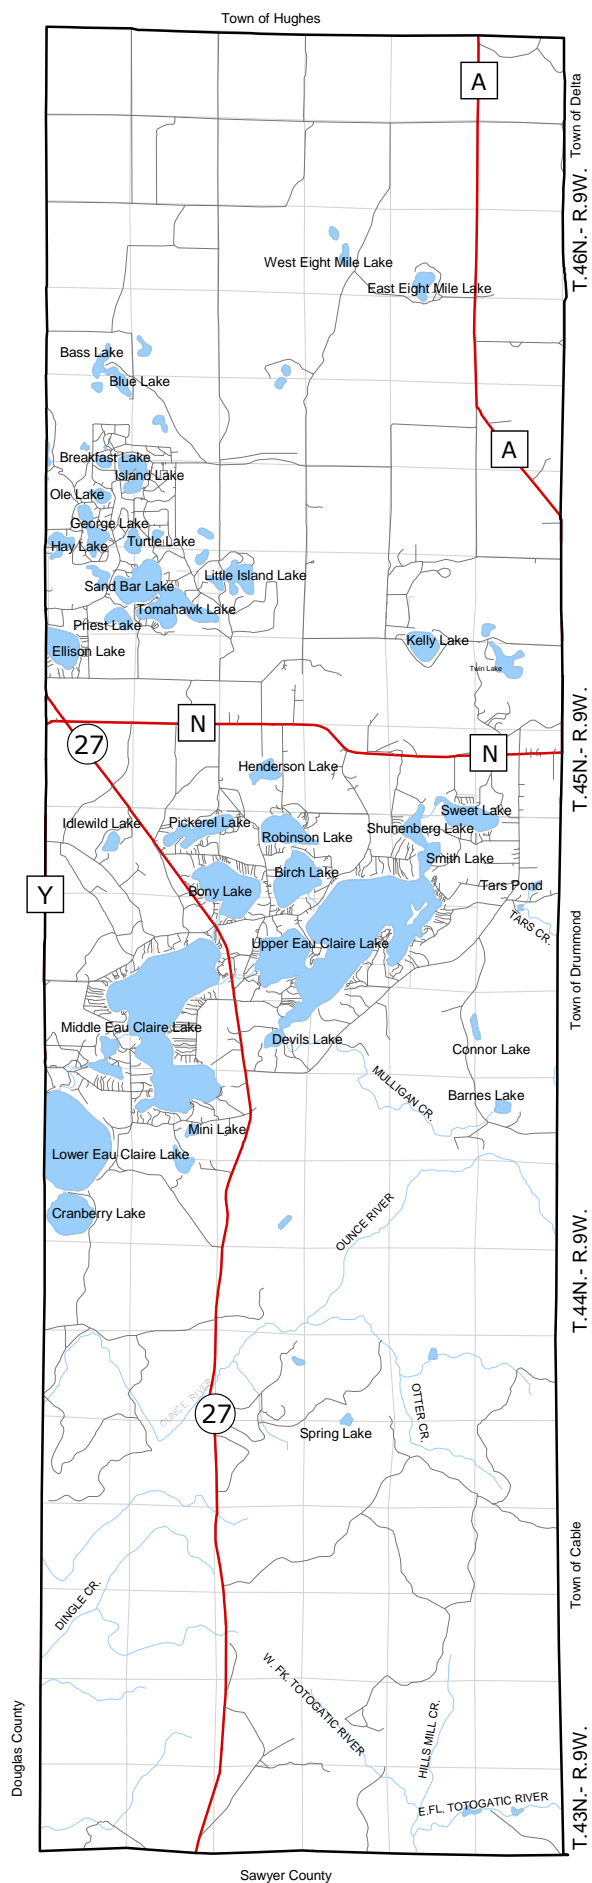 Town of Hughes
A
Town of Delta
T.46N.- R.9W.
West Eight Mile Lake
East Eight Mile Lake
Bass Lake
Blue Lake
A
Breakfast Lake
Island Lake
Ole Lake
George Lake
Turtle Lake
Hay Lake
Little Island Lake
Sand Bar Lake
Tomahawk Lake
Priest Lake
Kelly Lake
Ellison Lake
Twin Lake
T.45N.- R.9W.
N
27
N
Henderson Lake
Sweet Lake
Idlewild Lake
Pickerel Lake
Shunenberg Lake
Robinson Lake
Smith Lake
Birch Lake
Tars Pond
Bony Lake
Y
TARS CR.
Upper Eau Claire Lake
Town of Drummond
Middle Eau Claire Lake
Devils Lake
Connor Lake
MULLIGAN CR.
Barnes Lake
Mini Lake
Lower Eau Claire Lake
Cranberry Lake
OUNCE RIVER
T.44N.- R.9W.
OUNCE RIVER
OTTER CR.
27
Spring Lake
Town of Cable
DINGLE CR.
W. FK. TOTOGATIC RIVER
HILLS MILL CR.
Douglas County
E.FL. TOTOGATIC RIVER
T.43N.- R.9W.
Sawyer County